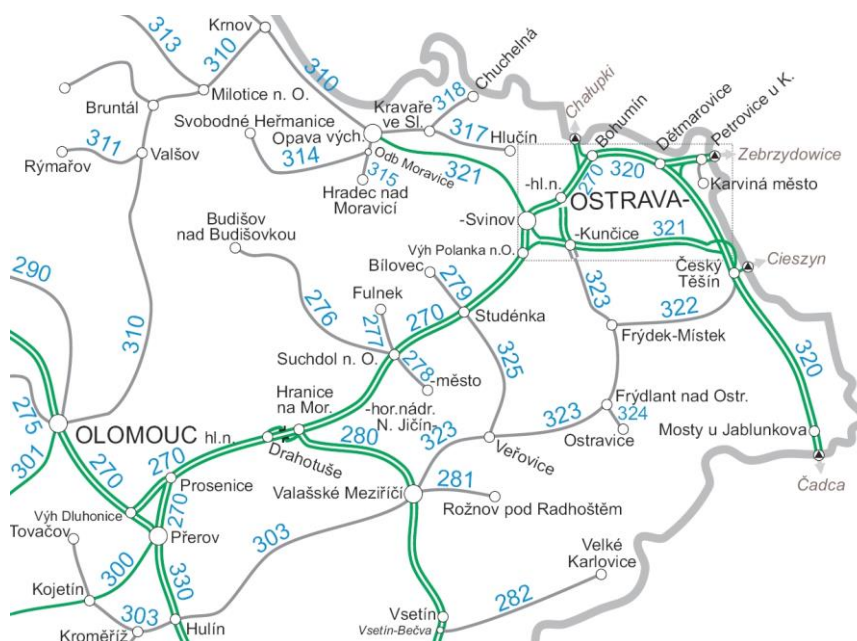 Krnov
313
310
310
Chuchelná
Milotice n. O.
Bruntál
Svobodné Heřmanice
Kravaře
ve Sl.
318
Chałupki
Bohumín
Dětmarovice
Petrovice u K.
Opava vých.
317
Hlučín
Zebrzydowice
311
Valšov
Rýmařov
314
Odb Moravice
315
321
Hradec nad
Moravicí
-hl.n.
270
320
OSTRAVA-
Karviná město
Budišov
nad Budišovkou
-Svinov
-Kunčice
321
Výh Polanka n.O.
Bílovec
Český
Těšín
Cieszyn
290
310
276
Fulnek
277
279
270
Studénka
323
322
Frýdek-Místek
320
Suchdol n. O.
278
-město
325
Hranice
na Mor.
-hor.nádr.
N. Jičín-
Frýdlant nad Ostr.
275
OLOMOUC hl.n.
280
323
323
324
Ostravice
Mosty u Jablunkova
301
270
270
Drahotuše
Veřovice
Prosenice
Valašské Meziříčí
281
Rožnov pod Radhoštěm
Čadca
Výh Dluhonice
270
Tovačov
Přerov
303
Velké
Karlovice
300
Kojetín
330
303
Hulín
Kroměříž
Vsetín
Vsetín-Bečva
282